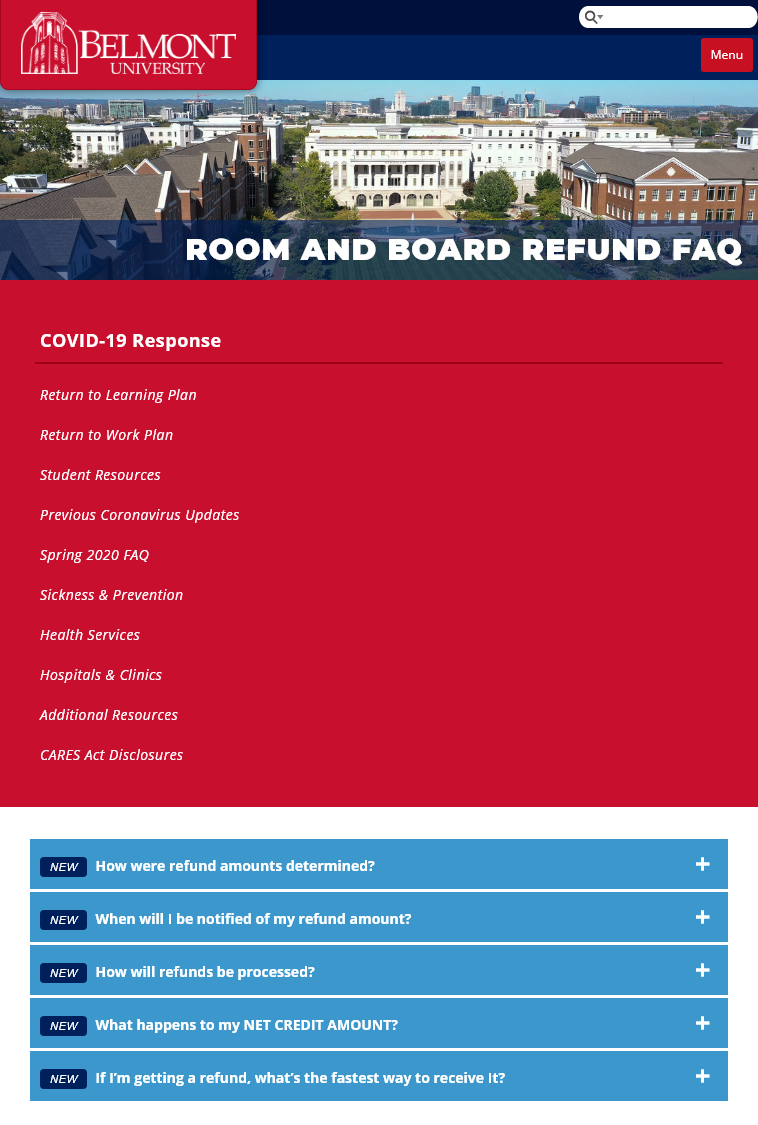 BELMONT
UNIVERSITY
Menu
ROOM AND BOARD REFUND FAQ
COVID-19 Response
Return to Learning Plan
Return to Work Plan
Student Resources
Previous Coronavirus Updates
Spring 2020 FAQ
Sickness & Prevention
Health Services
Hospitals & Clinics
Additional Resources
CARES Act Disclosures
NEW How were refund amounts determined?
NEW When will I be notified of my refund amount?
NEW How will refunds be processed?
NEW What happens to my NET CREDIT AMOUNT?
NEW If I’m getting a refund, what’s the fastest way to receive It?